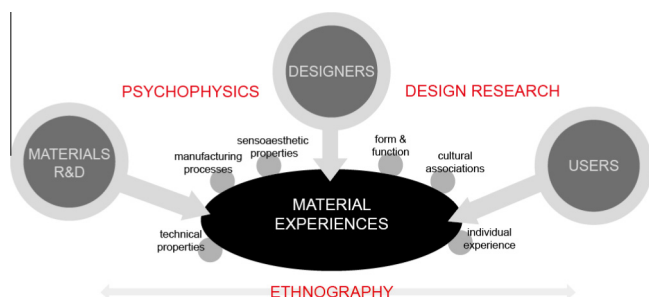 DESIGNERS
PSYCHOPHYSICS
DESIGN RESEARCH
MATERIALS
R&D
manufacturing
processes
sensoaesthetic
properties
form &
function
cultural
associations
USERS
MATERIAL
EXPERIENCES
technical
properties
individual
experience
ETHNOGRAPHY